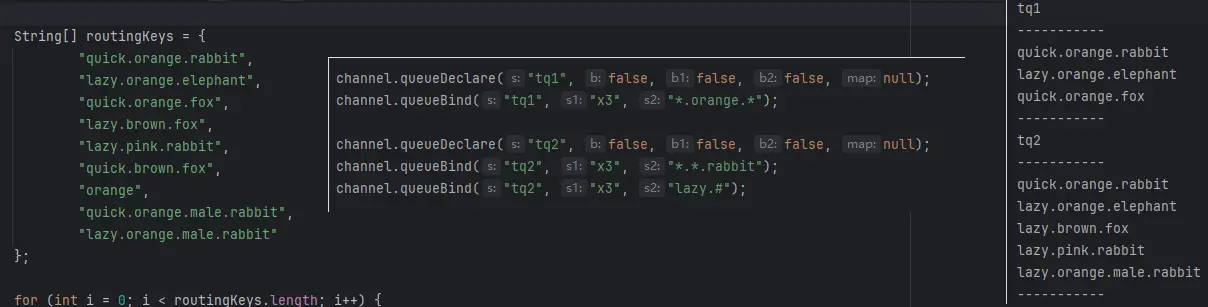 String[] routingKeys = {
"quick.orange.rabbit",
"lazy.orange.elephant",
"quick.orange.fox",
"lazy.brown.fox",
"lazy.pink.rabbit",
"quick.brown.fox",
"orange",
"quick.orange.male.rabbit",
"lazy.orange.male.rabbit"
};
for (int i = 0; i < routingKeys.length; i++) {
channel.queueDeclare( s: "tq1", b: false, b1: false, b2: false, map: null);
channel.queueBind( s: "tq1", s1: "x3", s2: "*.orange.*");
channel.queueDeclare( s: "tq2", b: false, b1: false, b2: false, map: null);
channel.queueBind( s: "tq2", s1: "x3", s2: "*.*.rabbit");
channel.queueBind( s: "tq2", s1: "x3", s2: "lazy.#");
tq1
-----------
quick.orange.rabbit
lazy.orange.elephant
quick.orange.fox
-----------
tq2
-----------
quick.orange.rabbit
lazy.orange.elephant
lazy.brown.fox
lazy.pink.rabbit
lazy.orange.male.rabbit
-----------